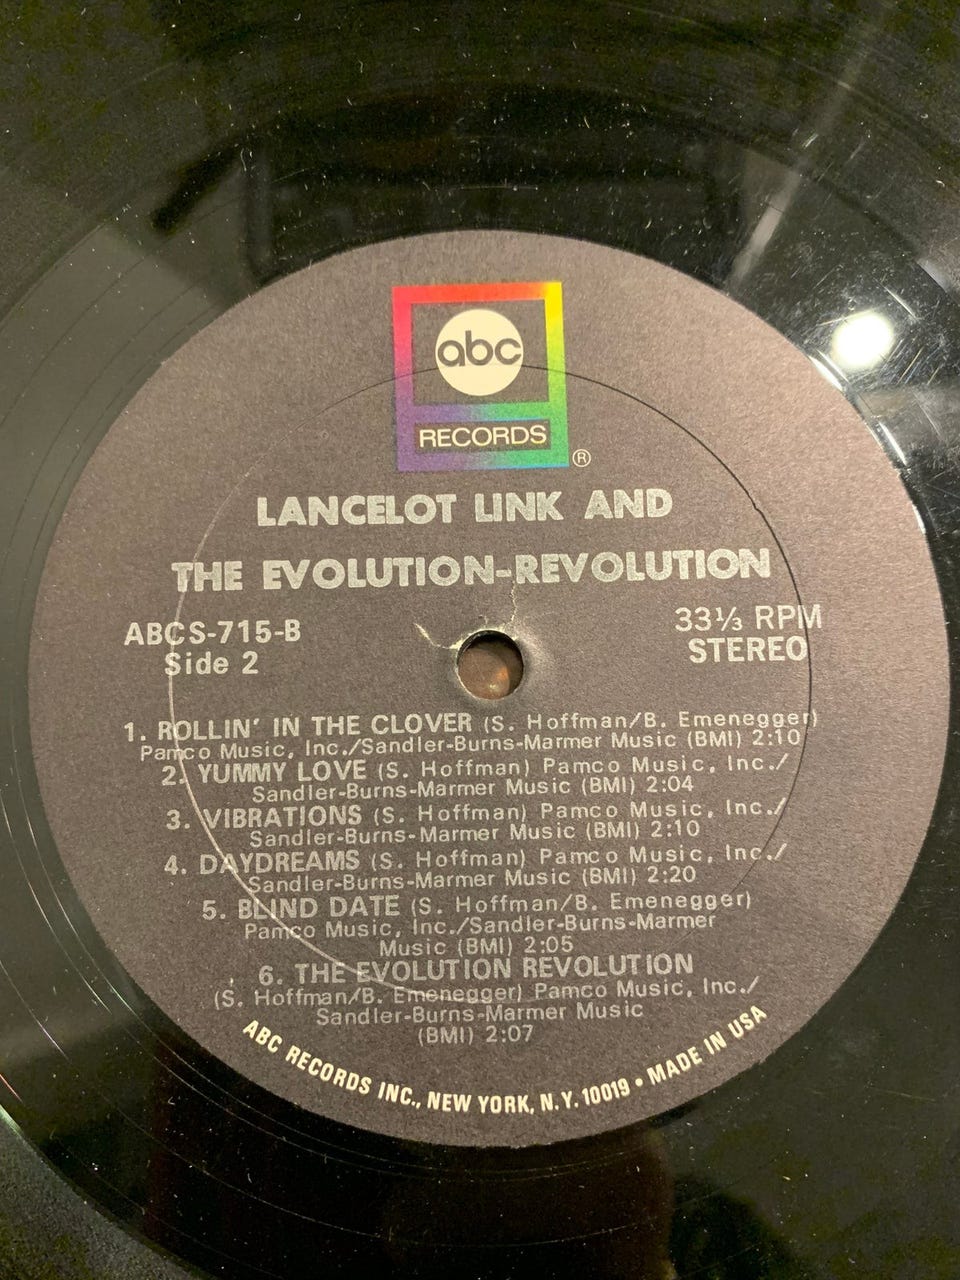 abc
RECORDS
®
LANCELOT LINK AND
THE EVOLUTION-REVOLUTION
ABCS-715-B
Side 2
33⅓ RPM
STEREO
1. ROLLIN' IN THE CLOVER (S. Hoffman/B. Emenegger)
Pamco Music, Inc./Sandler-Burns-Marmer Music (BMI) 2:10
2. YUMMY LOVE (S. Hoffman) Pamco Music, Inc./
Sandler-Burns-Marmer Music (BMI) 2:04
3. VIBRATIONS (S. Hoffman) Pamco Music, Inc./
Sandler-Burns-Marmer Music (BMI) 2:10
4. DAYDREAMS (S. Hoffman) Pamco Music, Inc./
Sandler-Burns-Marmer Music (BMI) 2:20
5. BLIND DATE (S. Hoffman/B. Emenegger)
Pamco Music, Inc./Sandler-Burns-Marmer
Music (BMI) 2:05
6. THE EVOLUTION REVOLUTION
(S. Hoffman/B. Emenegger) Pamco Music, Inc./
Sandler-Burns-Marmer Music
(BMI) 2:07
ABC RECORDS INC., NEW YORK, N.Y. 10019 • MADE IN USA